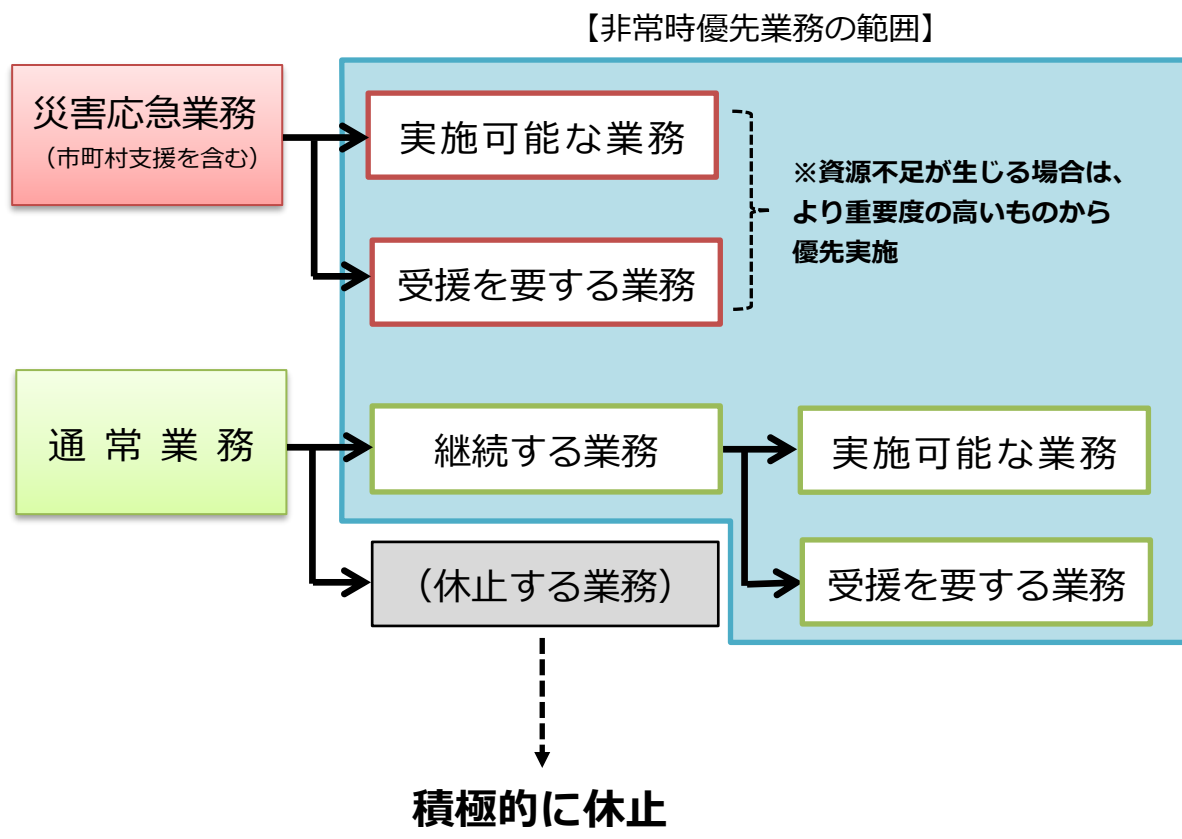 【非常時優先業務の範囲】
災害応急業務
（市町村支援を含む）
実施可能な業務
※資源不足が生じる場合は、
より重要度の高いものから
優先実施
受援を要する業務
通常業務
継続する業務
実施可能な業務
（休止する業務）
受援を要する業務
積極的に休止